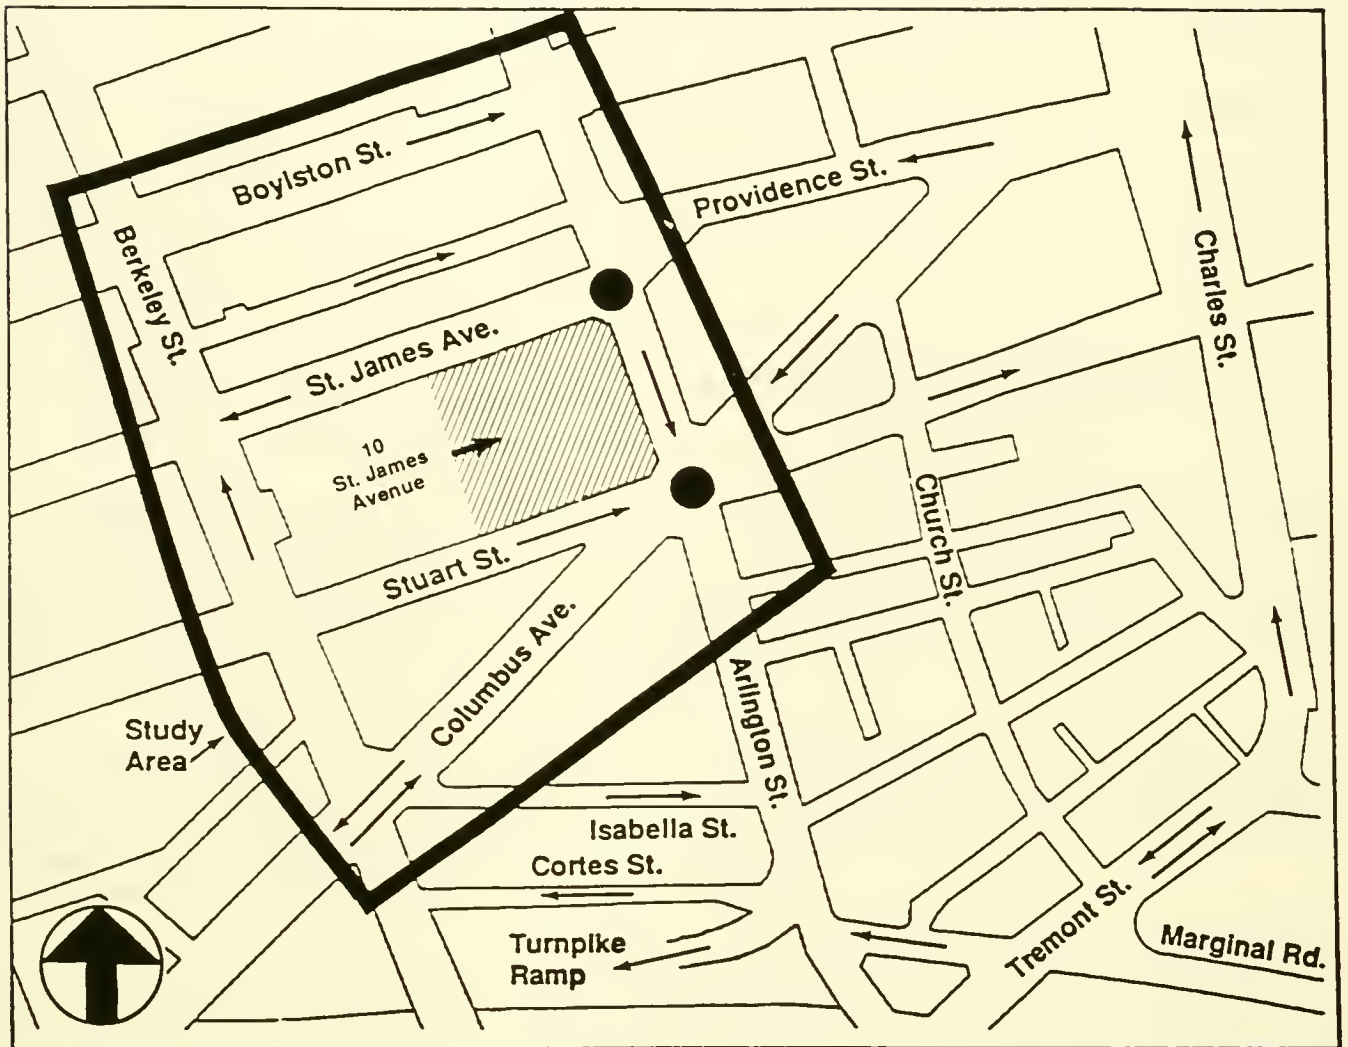 Boylston St.
Providence St.
Berkeley St.
Charles St.
St. James Ave.
10
St. James
Avenue
Church St.
Stuart St.
Columbus Ave.
Arlington St.
Study
Area
Isabella St.
Cortes St.
Tremont St.
Turnpike
Ramp
Marginal Rd.